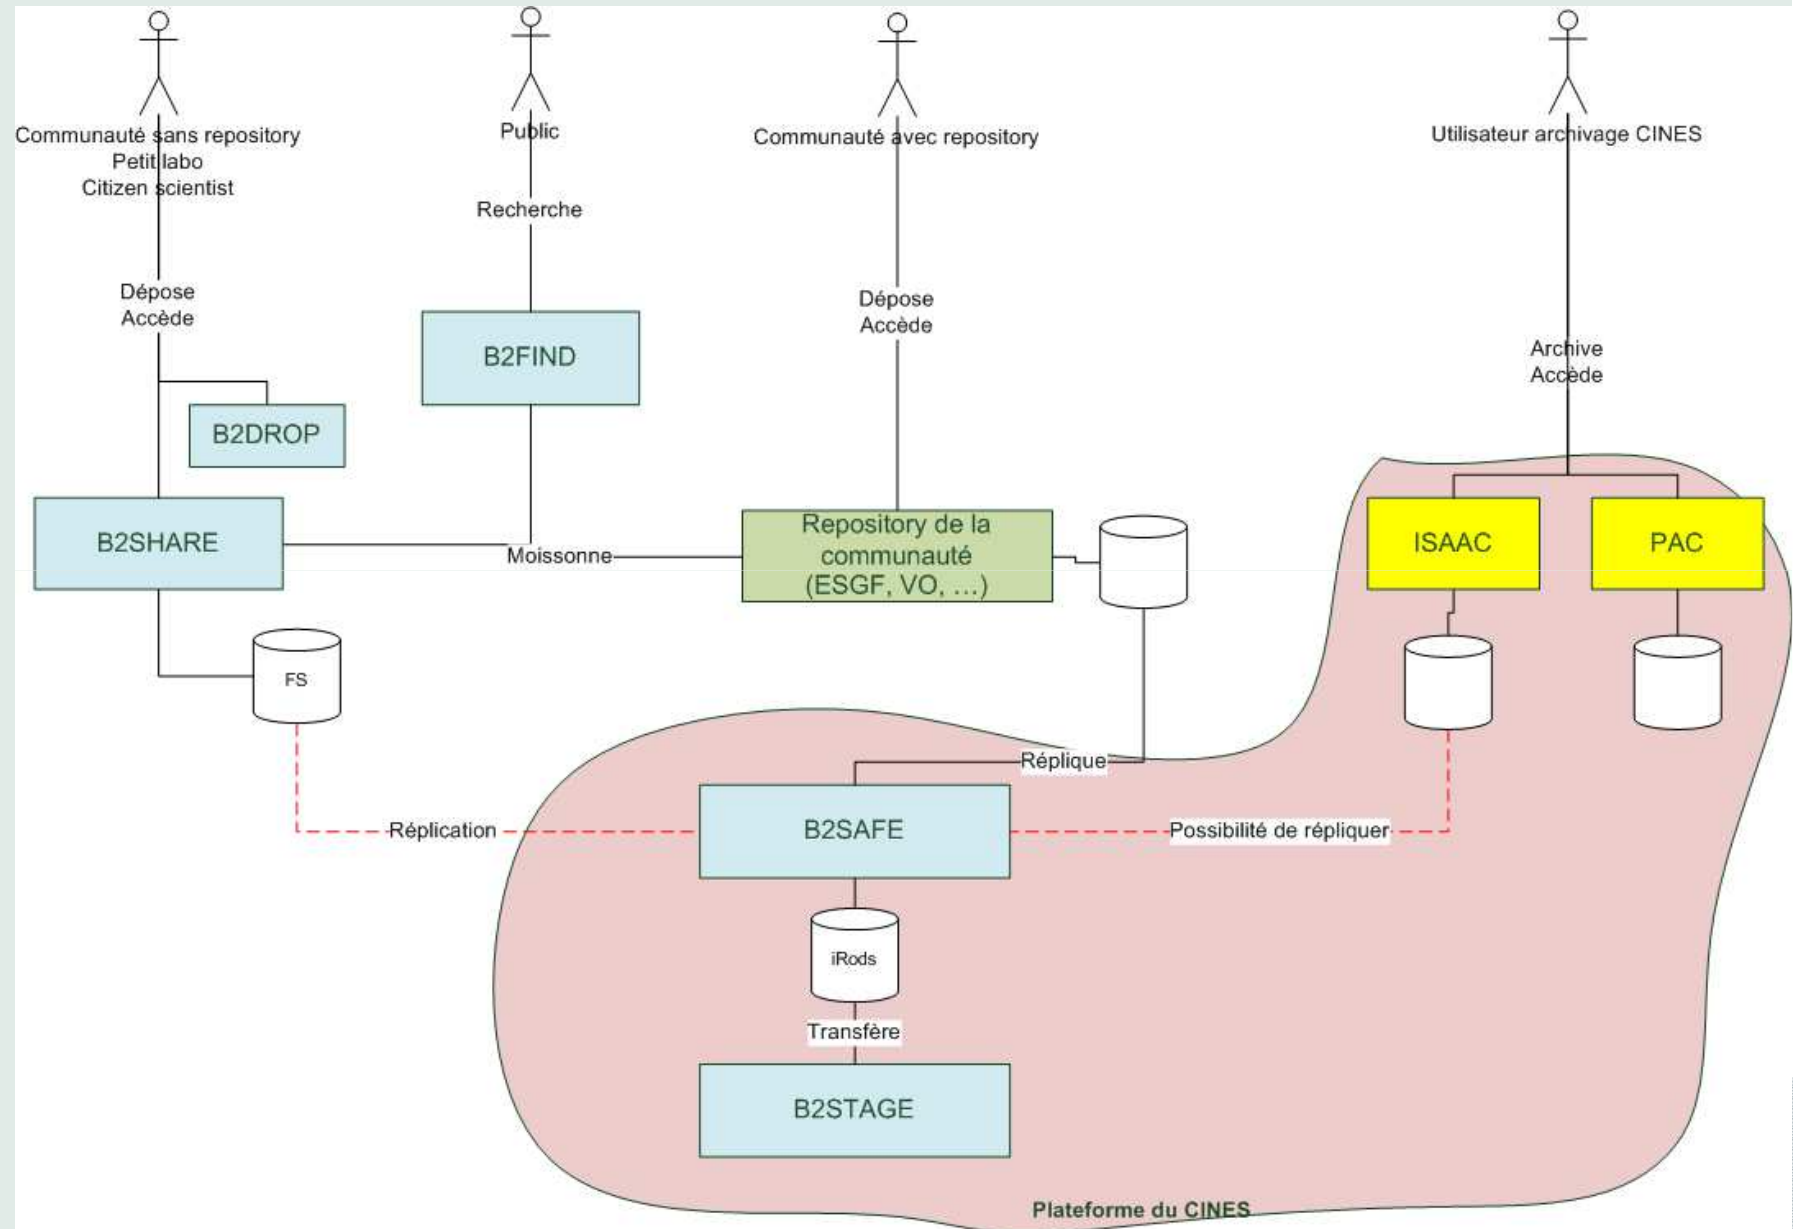 Communauté sans repository
Petit labo
Citizen scientist
Public
Communauté avec repository
Utilisateur archivage CINES
Recherche
Dépose
Accède
Dépose
Accède
Archive
Accède
B2FIND
B2DROP
B2SHARE
Moissonne
Repository de la
communauté
(ESGF, VO, …)
ISAAC
PAC
FS
Réplique
Réplication
B2SAFE
Possibilité de répliquer
iRods
Transfère
B2STAGE
Plateforme du CINES